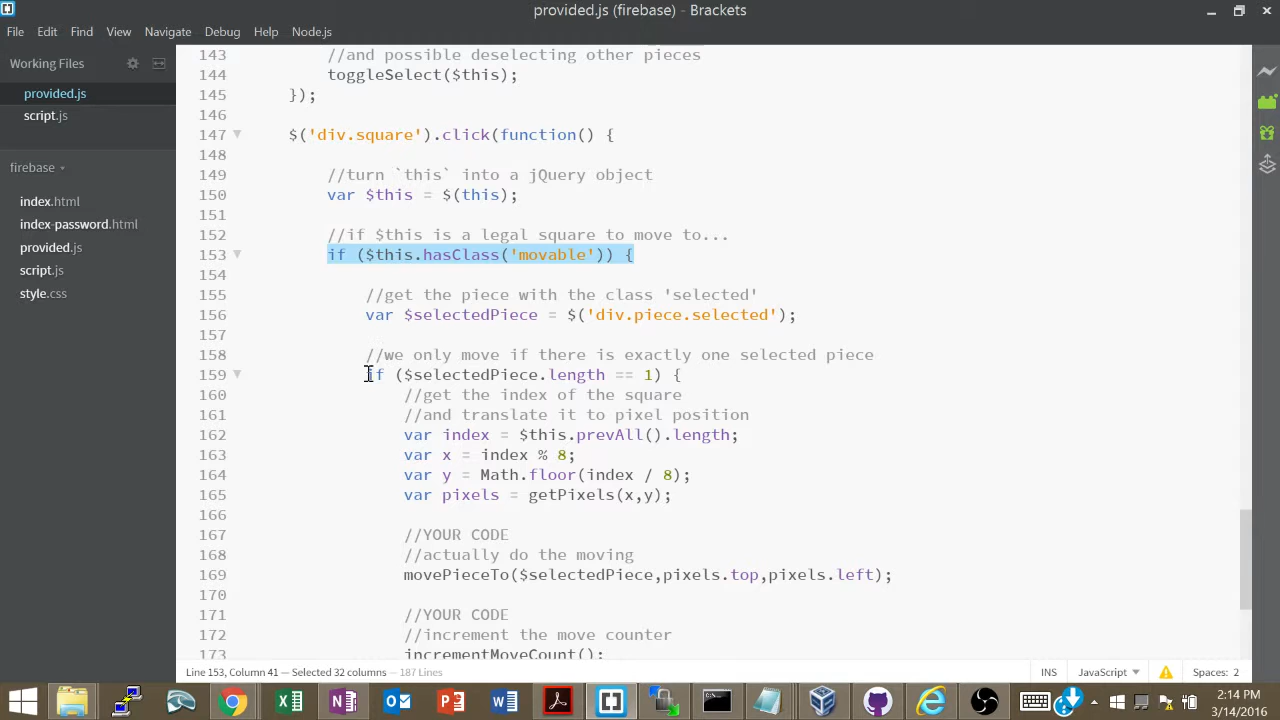 provided.js (firebase) - Brackets
File Edit Find View Navigate Debug Help Node.js
Working Files
provided.js
script.js
firebase
index.html
index-password.html
provided.js
script.js
style.css
143 //and possible deselecting other pieces
144 toggleSelect($this);
145 });
146
147 $('div.square').click(function() {
148
149 //turn `this` into a jQuery object
150 var $this = $(this);
151
152 //if $this is a legal square to move to...
153 if ($this.hasClass('movable')) {
154
155 //get the piece with the class 'selected'
156 var $selectedPiece = $('div.piece.selected');
157
158 //we only move if there is exactly one selected piece
159 if ($selectedPiece.length == 1) {
160 //get the index of the square
161 //and translate it to pixel position
162 var index = $this.prevAll().length;
163 var x = index % 8;
164 var y = Math.floor(index / 8);
165 var pixels = getPixels(x,y);
166
167 //YOUR CODE
168 //actually do the moving
169 movePieceTo($selectedPiece,pixels.top,pixels.left);
170
171 //YOUR CODE
172 //increment the move counter
173 incrementMoveCount();
Line 153, Column 41 — Selected 32 columns — 187 Lines
INS JavaScript Spaces: 2
2:14 PM
3/14/2016